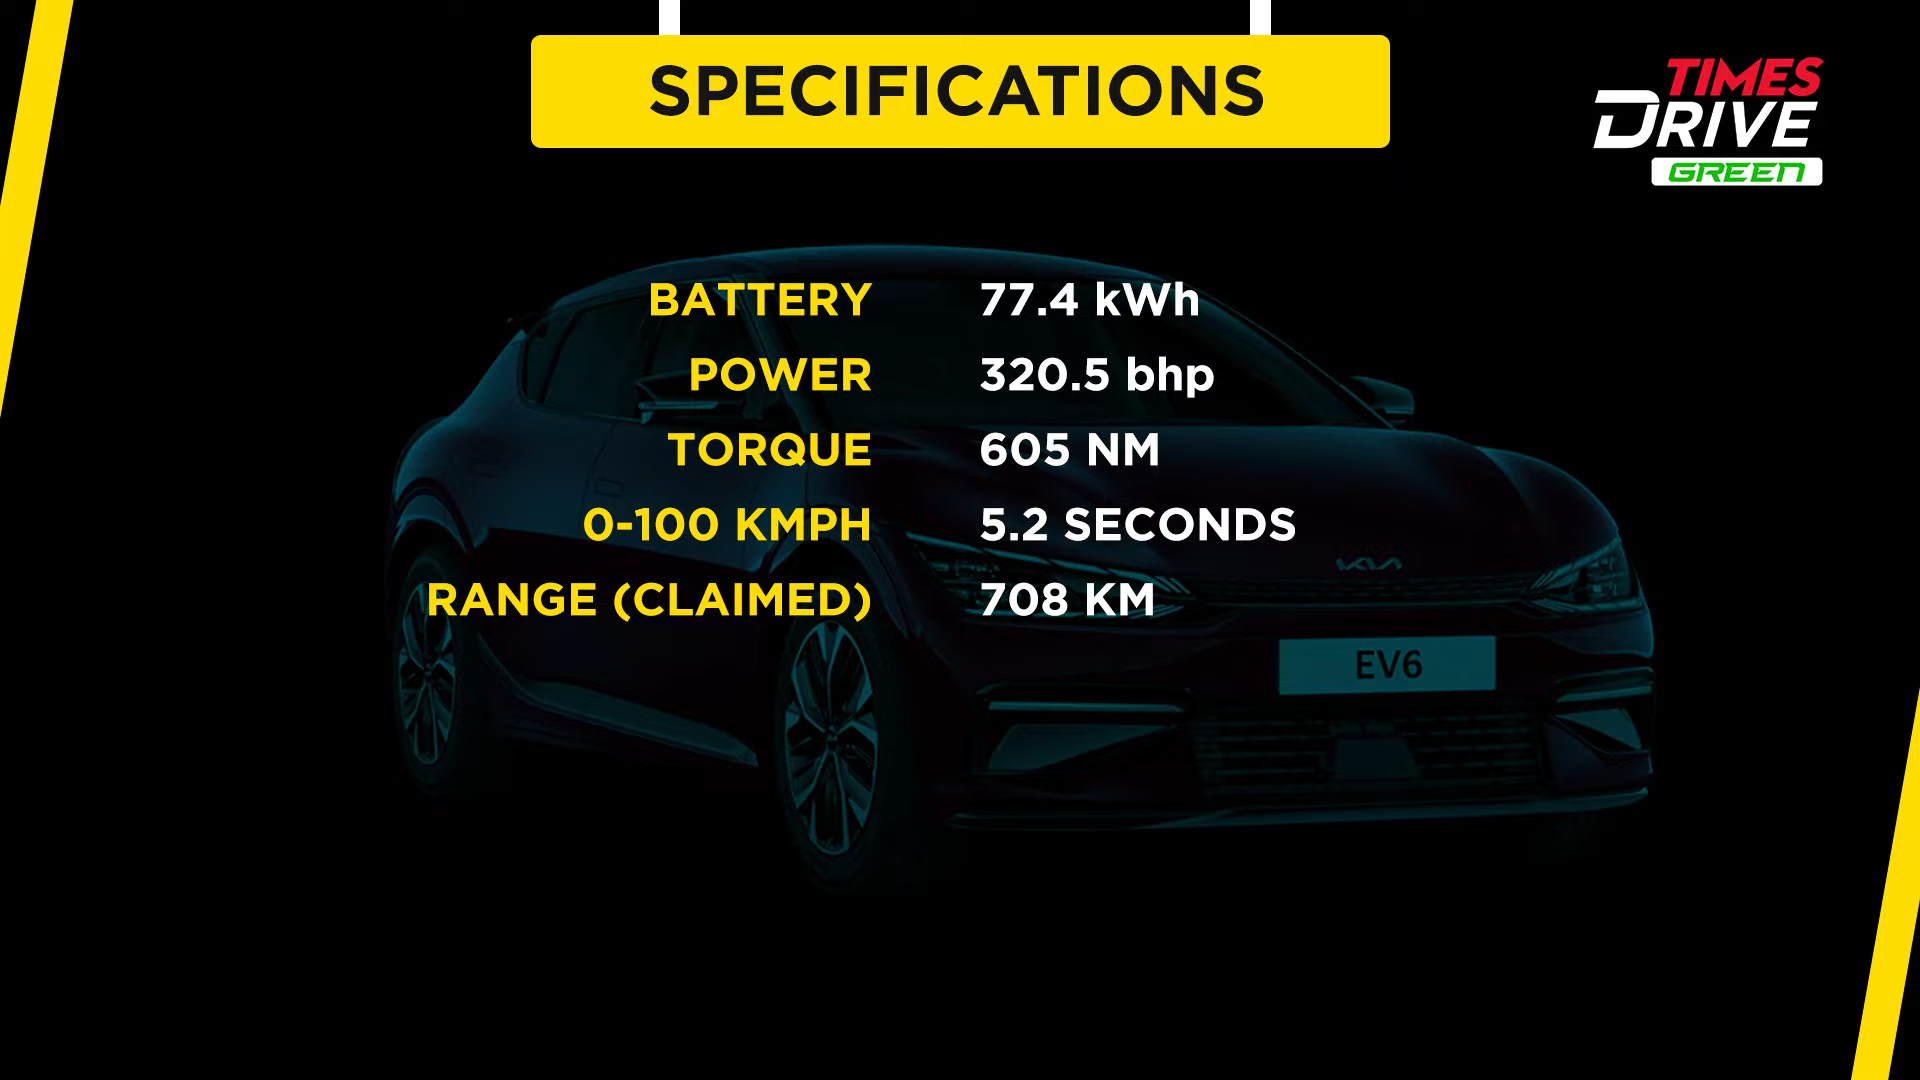 SPECIFICATIONS
TIMES
DRIVE
GREEN
BATTERY 77.4 kWh
POWER 320.5 bhp
TORQUE 605 NM
0-100 KMPH 5.2 SECONDS
RANGE (CLAIMED) 708 KM
KIA
EV6